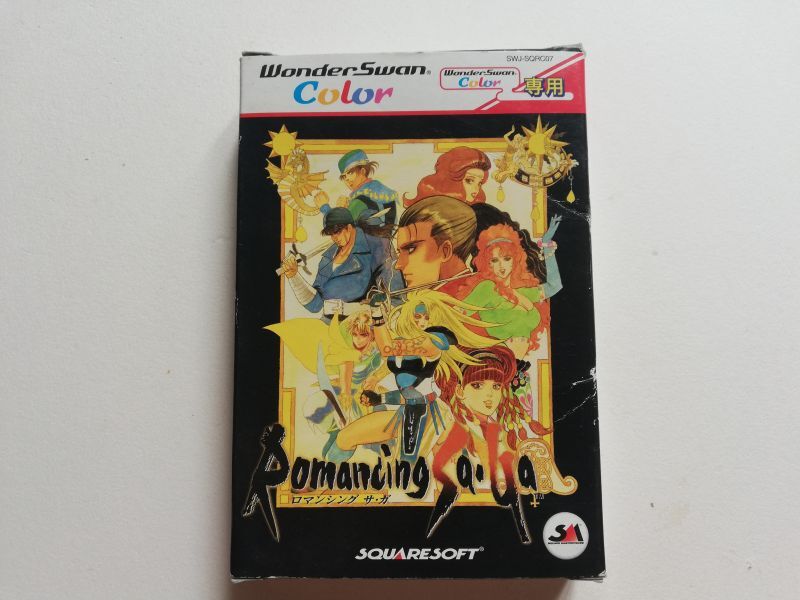 SWJ-SQRC07
WonderSwan®
Color
WonderSwan
Color
専用
Romancing Sa・Ga
ロマンシング サ・ガ
SM
SQUARESOFT®